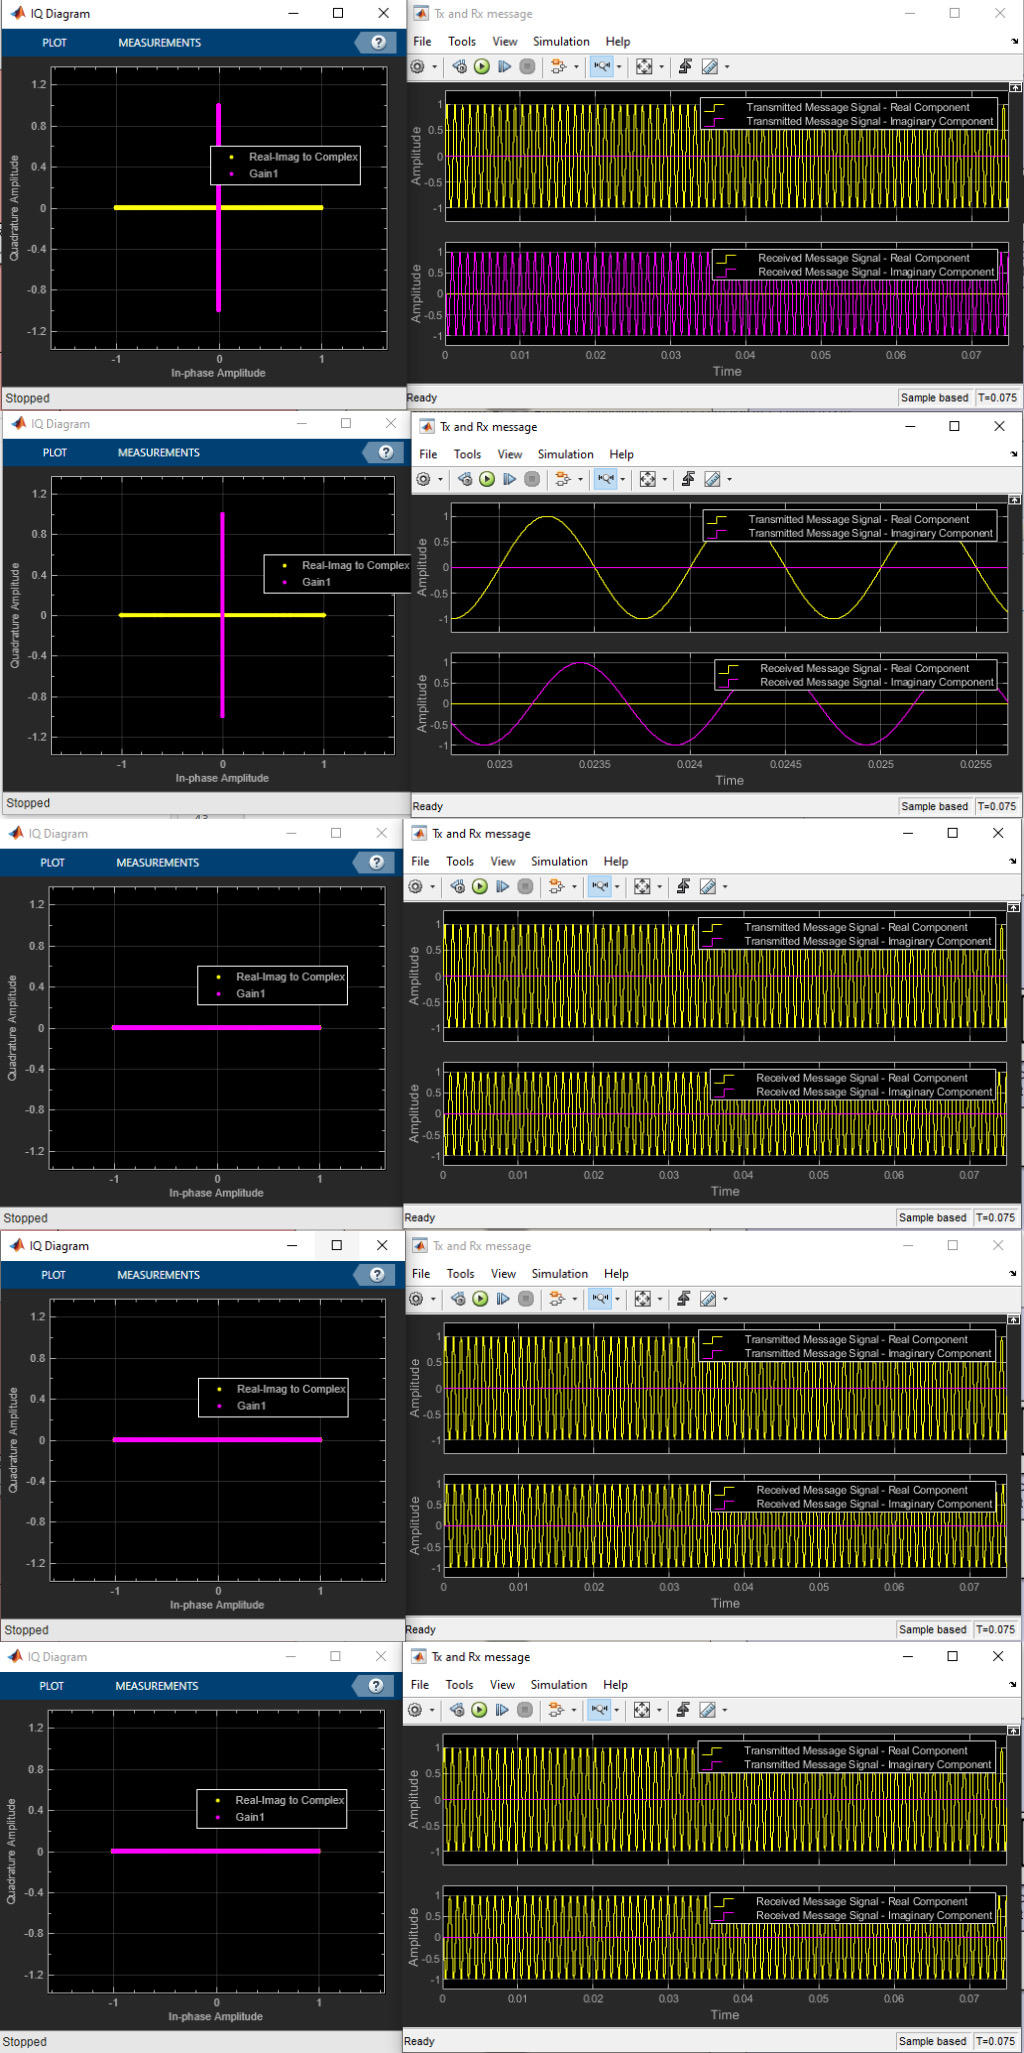 IQ Diagram
PLOT MEASUREMENTS ?
1.2
0.8
0.4
0
-0.4
-0.8
-1.2
Quadrature Amplitude
Real-Imag to Complex
Gain1
-1 0 1
In-phase Amplitude
Stopped
Tx and Rx message
File Tools View Simulation Help
1
0.5
0
-0.5
-1
Amplitude
Transmitted Message Signal - Real Component
Transmitted Message Signal - Imaginary Component
1
0.5
0
-0.5
-1
Amplitude
Received Message Signal - Real Component
Received Message Signal - Imaginary Component
0 0.01 0.02 0.03 0.04 0.05 0.06 0.07
Time
Ready Sample based T=0.075
IQ Diagram
PLOT MEASUREMENTS ?
1.2
0.8
0.4
0
-0.4
-0.8
-1.2
Quadrature Amplitude
Real-Imag to Complex
Gain1
-1 0 1
In-phase Amplitude
Stopped
Tx and Rx message
File Tools View Simulation Help
1
0.5
0
-0.5
-1
Amplitude
Transmitted Message Signal - Real Component
Transmitted Message Signal - Imaginary Component
1
0.5
0
-0.5
-1
Amplitude
Received Message Signal - Real Component
Received Message Signal - Imaginary Component
0.023 0.0235 0.024 0.0245 0.025 0.0255
Time
Ready Sample based T=0.075
IQ Diagram
PLOT MEASUREMENTS ?
1.2
0.8
0.4
0
-0.4
-0.8
-1.2
Quadrature Amplitude
Real-Imag to Complex
Gain1
-1 0 1
In-phase Amplitude
Stopped
Tx and Rx message
File Tools View Simulation Help
1
0.5
0
-0.5
-1
Amplitude
Transmitted Message Signal - Real Component
Transmitted Message Signal - Imaginary Component
1
0.5
0
-0.5
-1
Amplitude
Received Message Signal - Real Component
Received Message Signal - Imaginary Component
0 0.01 0.02 0.03 0.04 0.05 0.06 0.07
Time
Ready Sample based T=0.075
IQ Diagram
PLOT MEASUREMENTS ?
1.2
0.8
0.4
0
-0.4
-0.8
-1.2
Quadrature Amplitude
Real-Imag to Complex
Gain1
-1 0 1
In-phase Amplitude
Stopped
Tx and Rx message
File Tools View Simulation Help
1
0.5
0
-0.5
-1
Amplitude
Transmitted Message Signal - Real Component
Transmitted Message Signal - Imaginary Component
1
0.5
0
-0.5
-1
Amplitude
Received Message Signal - Real Component
Received Message Signal - Imaginary Component
0 0.01 0.02 0.03 0.04 0.05 0.06 0.07
Time
Ready Sample based T=0.075
IQ Diagram
PLOT MEASUREMENTS ?
1.2
0.8
0.4
0
-0.4
-0.8
-1.2
Quadrature Amplitude
Real-Imag to Complex
Gain1
-1 0 1
In-phase Amplitude
Stopped
Tx and Rx message
File Tools View Simulation Help
1
0.5
0
-0.5
-1
Amplitude
Transmitted Message Signal - Real Component
Transmitted Message Signal - Imaginary Component
1
0.5
0
-0.5
-1
Amplitude
Received Message Signal - Real Component
Received Message Signal - Imaginary Component
0 0.01 0.02 0.03 0.04 0.05 0.06 0.07
Time
Ready Sample based T=0.075